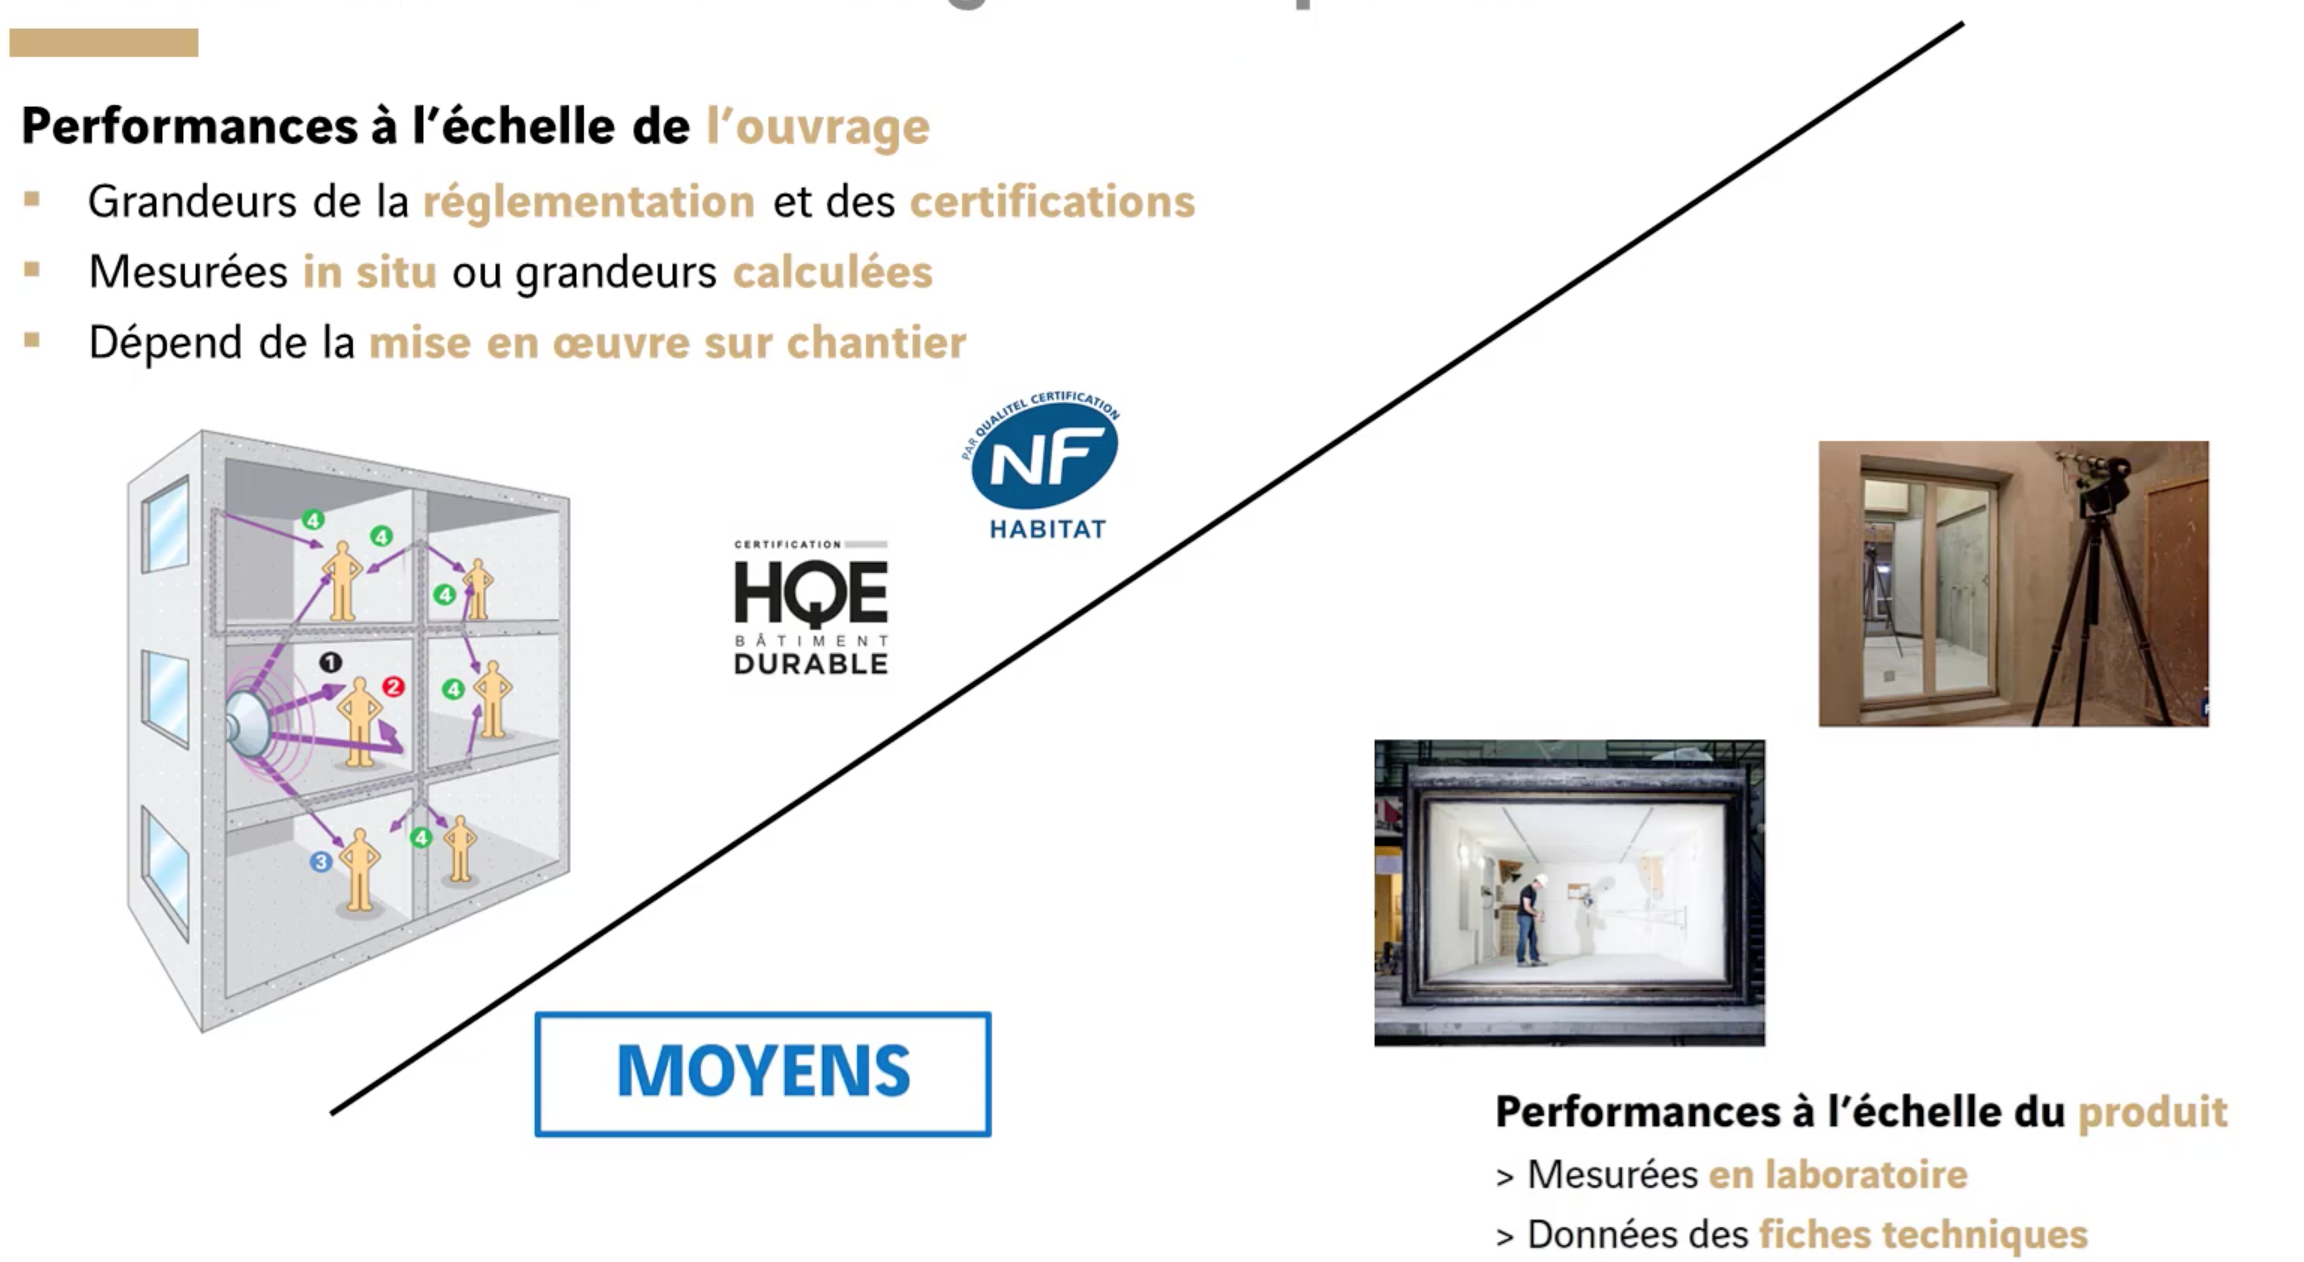 Performances à l'échelle de l'ouvrage
▪ Grandeurs de la réglementation et des certifications
▪ Mesurées in situ ou grandeurs calculées
▪ Dépend de la mise en œuvre sur chantier
PAR QUALITEL CERTIFICATION
NF
HABITAT
CERTIFICATION
HQE
BÂTIMENT
DURABLE
4
4
4
1
2
4
3
4
MOYENS
Performances à l'échelle du produit
> Mesurées en laboratoire
> Données des fiches techniques